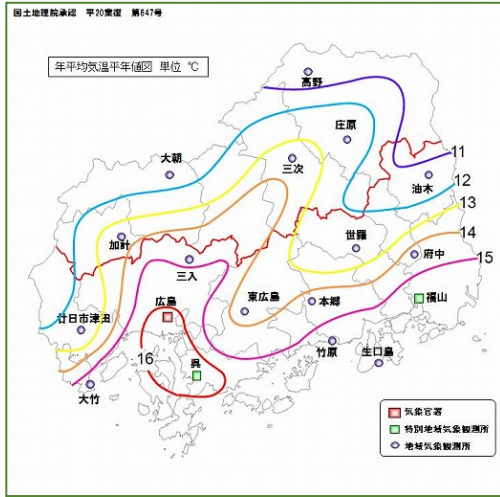 国土地理院承認 平20業復 第647号
年平均気温平年値図 単位 ℃
高野
庄原
大朝
三次
11
油木
12
13
加計
世羅
14
府中
15
三入
広島
東広島
本郷
福山
廿日市津田
16
呉
竹原
生口島
大竹
気象官署
特別地域気象観測所
地域気象観測所